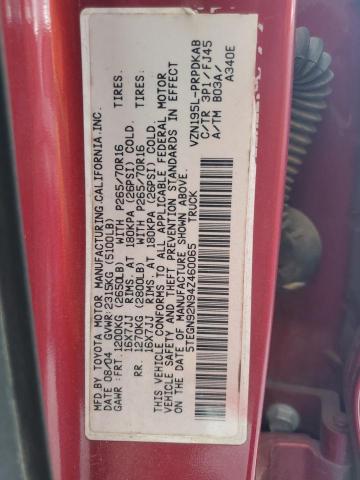 MFD BY TOYOTA MOTOR MANUFACTURING,CALIFORNIA,INC.
DATE 08/04 GVWR:2315KG (5100LB)
GAWR : FRT.1200KG (2650LB) WITH P265/70R16 TIRES.
16X7JJ RIMS. AT 180KPA (26PSI) COLD.
RR. 1270KG (2800LB) WITH P265/70R16 TIRES.
16X7JJ RIMS. AT 180KPA (26PSI) COLD.
THIS VEHICLE CONFORMS TO ALL APPLICABLE FEDERAL MOTOR
VEHICLE SAFETY AND THEFT PREVENTION STANDARDS IN EFFECT
ON THE DATE OF MANUFACTURE SHOWN ABOVE.
5TEGN92N94Z460065 TRUCK
VZN195L-PRPDKAB
C/TR 3P1/FJ45
A/TM B03A/
A340E